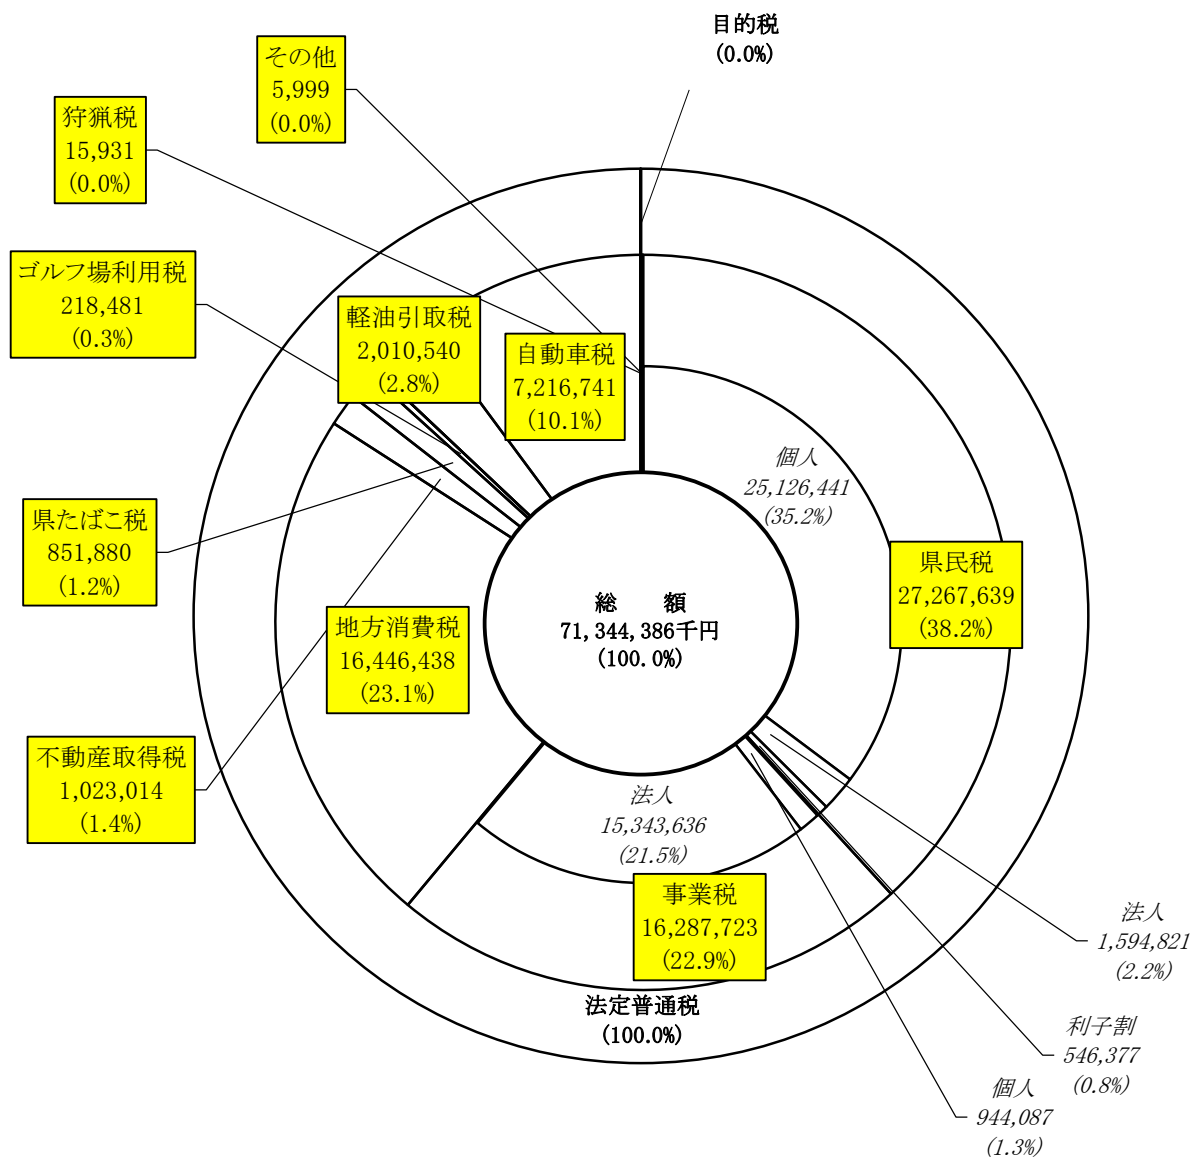 目的税
(0.0%)
その他
5,999
(0.0%)
狩猟税
15,931
(0.0%)
ゴルフ場利用税
218,481
(0.3%)
軽油引取税
2,010,540
(2.8%)
自動車税
7,216,741
(10.1%)
個人
25,126,441
(35.2%)
県たばこ税
851,880
(1.2%)
県民税
27,267,639
(38.2%)
総 額
71,344,386千円
(100.0%)
地方消費税
16,446,438
(23.1%)
不動産取得税
1,023,014
(1.4%)
法人
15,343,636
(21.5%)
事業税
16,287,723
(22.9%)
法人
1,594,821
(2.2%)
法定普通税
(100.0%)
利子割
546,377
(0.8%)
個人
944,087
(1.3%)